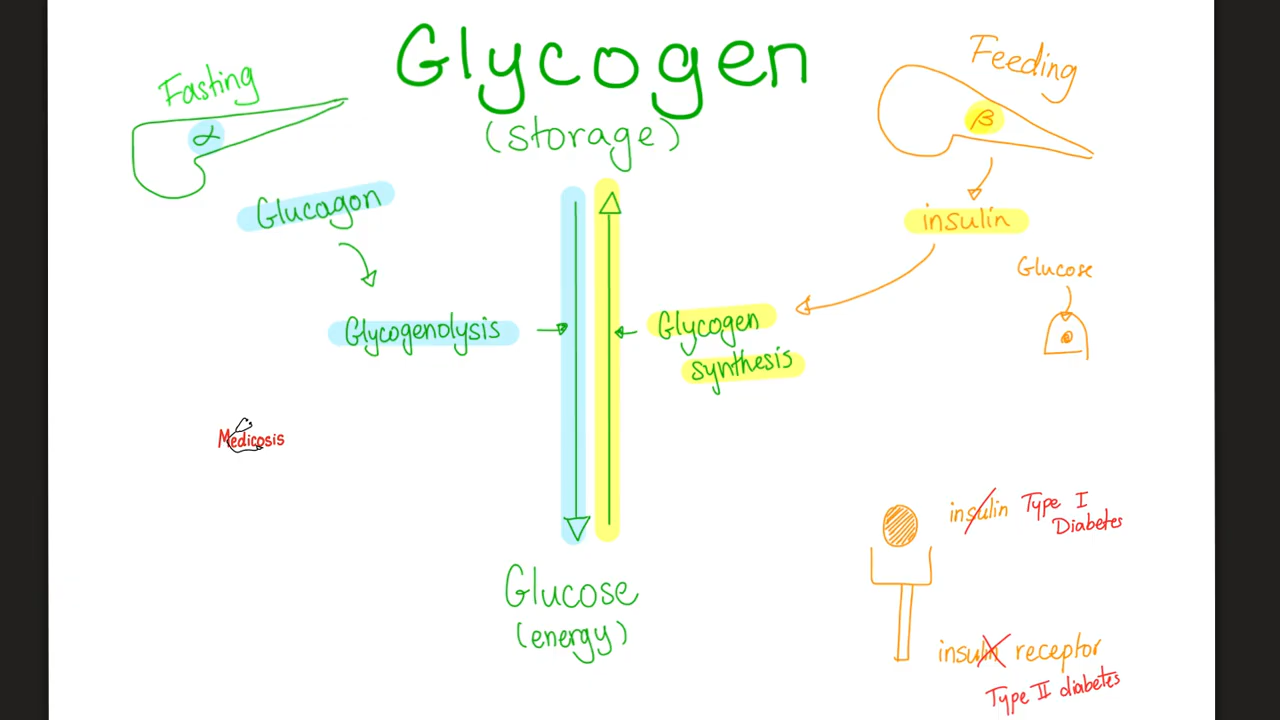 Glycogen
(storage)
Fasting
α
Glucagon
Glycogenolysis
Medicosis
Feeding
β
insulin
Glucose
Glycogen
synthesis
Glucose
(energy)
insulin Type I
Diabetes
insulin receptor
Type II diabetes